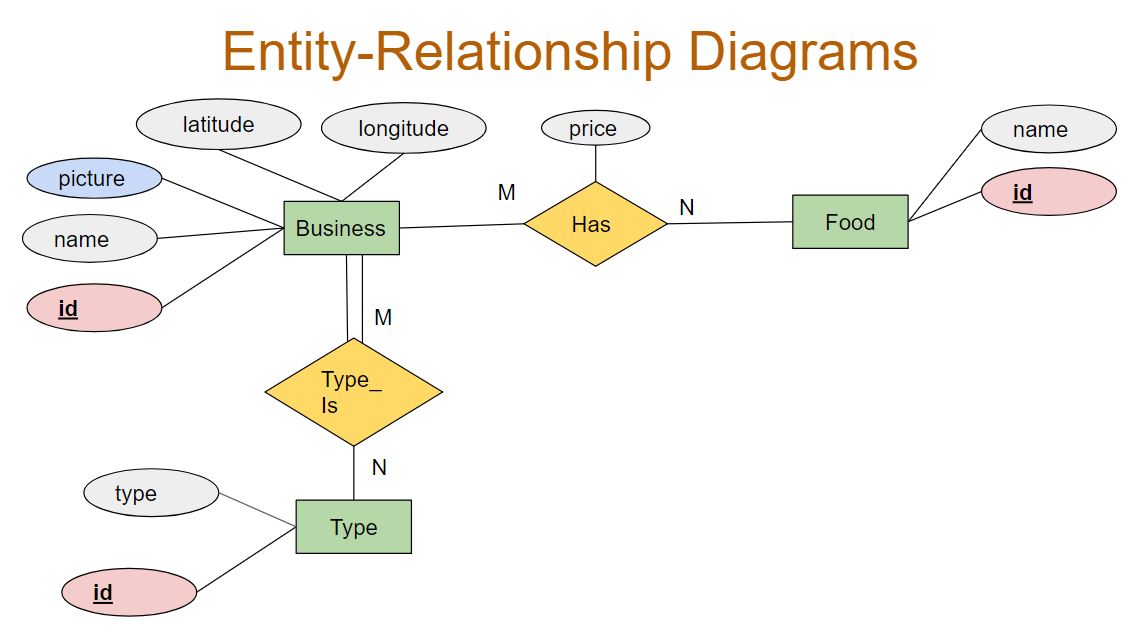 Entity-Relationship Diagrams
latitude
longitude
price
name
picture
id
M
N
Business
Has
Food
name
id
M
Type_
Is
N
type
Type
id